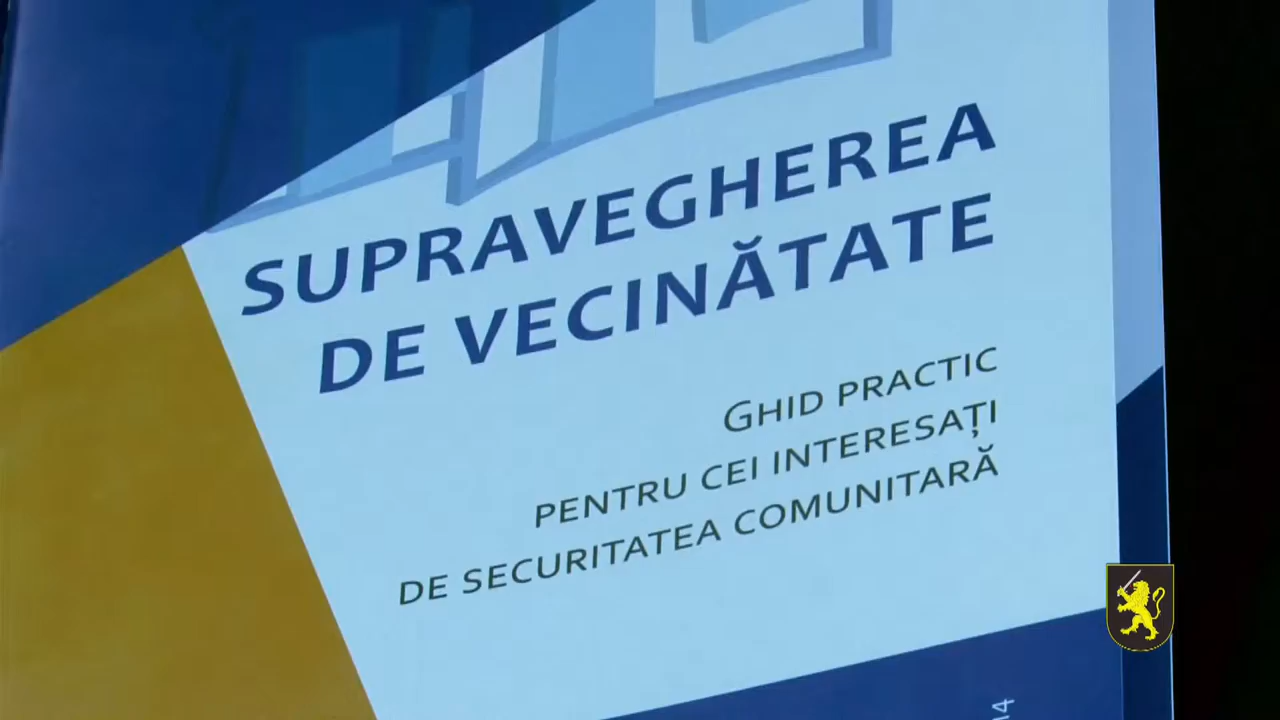 SUPRAVEGHEREA
DE VECINĂTATE
GHID PRACTIC
PENTRU CEI INTERESAȚI
DE SECURITATEA COMUNITARĂ